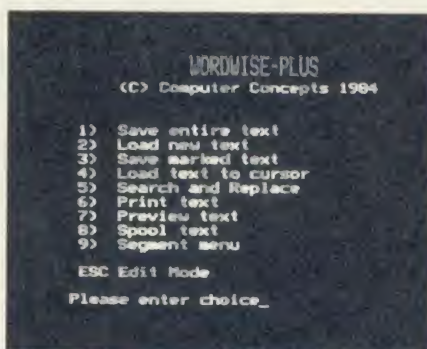 WORDWISE-PLUS
(C) Computer Concepts 1984
1) Save entire text
2) Load new text
3) Save marked text
4) Load text to cursor
5) Search and Replace
6) Print text
7) Preview text
8) Spool text
9) Segment menu
ESC Edit Mode
Please enter choice_